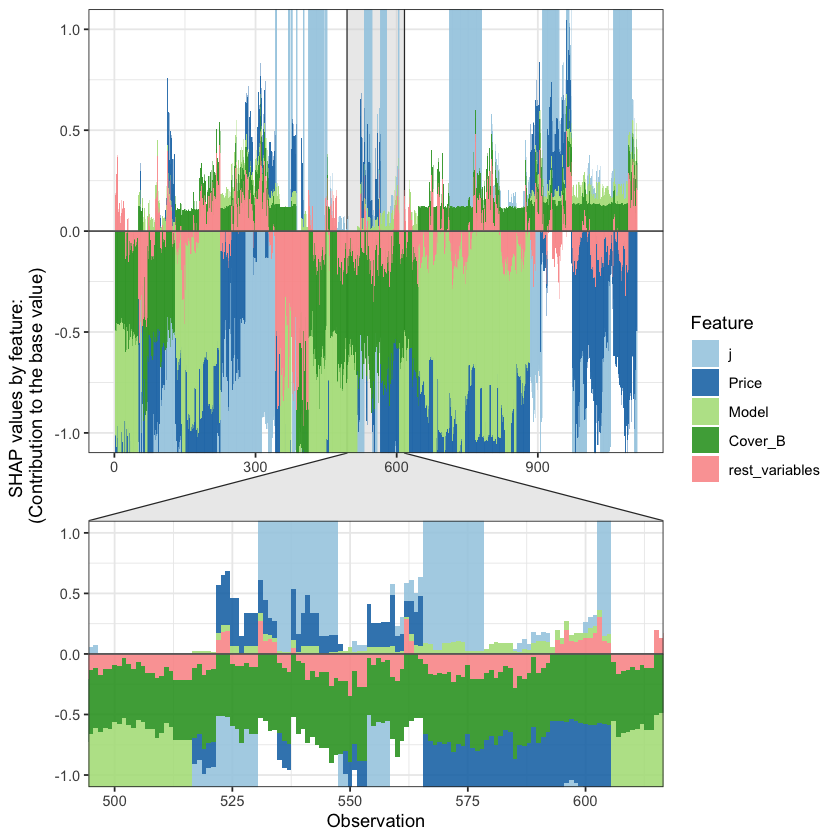 1.0
0.5
0.0
-0.5
-1.0
0 300 600 900
SHAP values by feature:
(Contribution to the base value)
Feature
j
Price
Model
Cover_B
rest_variables
1.0
0.5
0.0
-0.5
-1.0
500 525 550 575 600
Observation